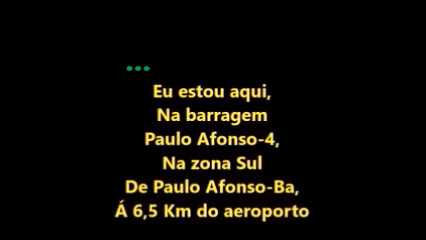 ...
Eu estou aqui,
Na barragem
Paulo Afonso-4,
Na zona Sul
De Paulo Afonso-Ba,
Á 6,5 Km do aeroporto